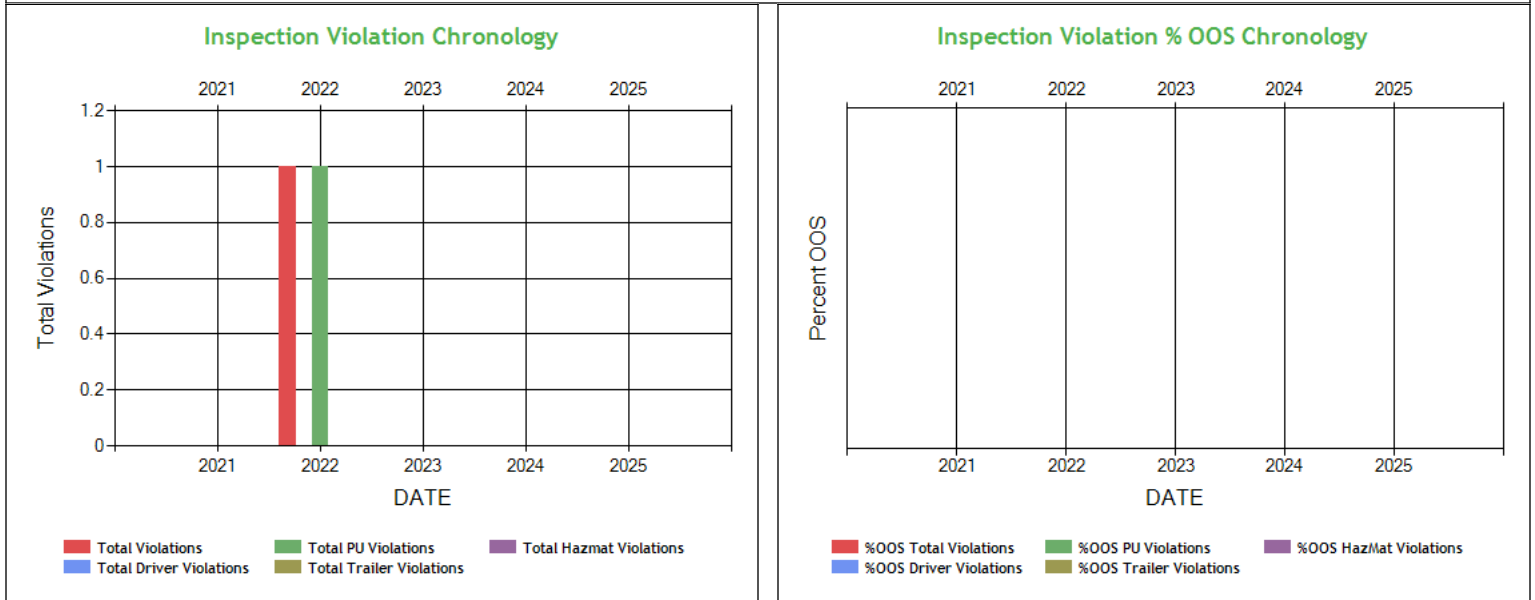 Inspection Violation Chronology
2021 2022 2023 2024 2025
1.2
1
0.8
0.6
0.4
0.2
0
Total Violations
2021 2022 2023 2024 2025
DATE
Total Violations Total PU Violations Total Hazmat Violations
Total Driver Violations Total Trailer Violations
Inspection Violation % OOS Chronology
2021 2022 2023 2024 2025
Percent OOS
2021 2022 2023 2024 2025
DATE
%OOS Total Violations %OOS PU Violations %OOS HazMat Violations
%OOS Driver Violations %OOS Trailer Violations